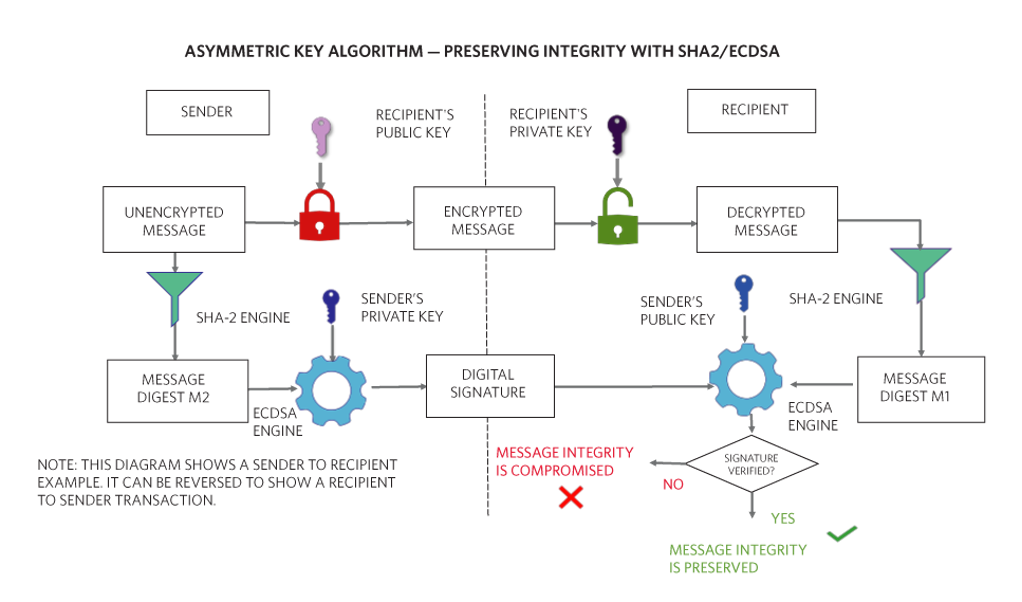 ASYMMETRIC KEY ALGORITHM — PRESERVING INTEGRITY WITH SHA2/ECDSA
SENDER
RECIPIENT'S
PUBLIC KEY
RECIPIENT'S
PRIVATE KEY
RECIPIENT
UNENCRYPTED
MESSAGE
ENCRYPTED
MESSAGE
DECRYPTED
MESSAGE
SHA-2 ENGINE
SENDER'S
PRIVATE KEY
SENDER'S
PUBLIC KEY
SHA-2 ENGINE
MESSAGE
DIGEST M2
ECDSA
ENGINE
DIGITAL
SIGNATURE
ECDSA
ENGINE
MESSAGE
DIGEST M1
NOTE: THIS DIAGRAM SHOWS A SENDER TO RECIPIENT
EXAMPLE. IT CAN BE REVERSED TO SHOW A RECIPIENT
TO SENDER TRANSACTION.
MESSAGE INTEGRITY
IS COMPROMISED
NO
SIGNATURE
VERIFIED?
YES
MESSAGE INTEGRITY
IS PRESERVED